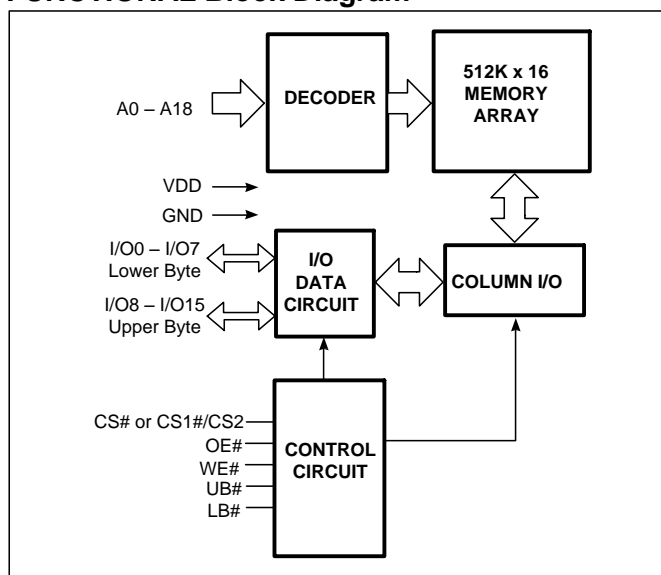 FUNCTIONAL Block Diagram
A0 – A18
DECODER
512K x 16
MEMORY
ARRAY
VDD
GND
I/O0 – I/O7
Lower Byte
I/O8 – I/O15
Upper Byte
I/O
DATA
CIRCUIT
COLUMN I/O
CS# or CS1#/CS2
OE#
WE#
UB#
LB#
CONTROL
CIRCUIT